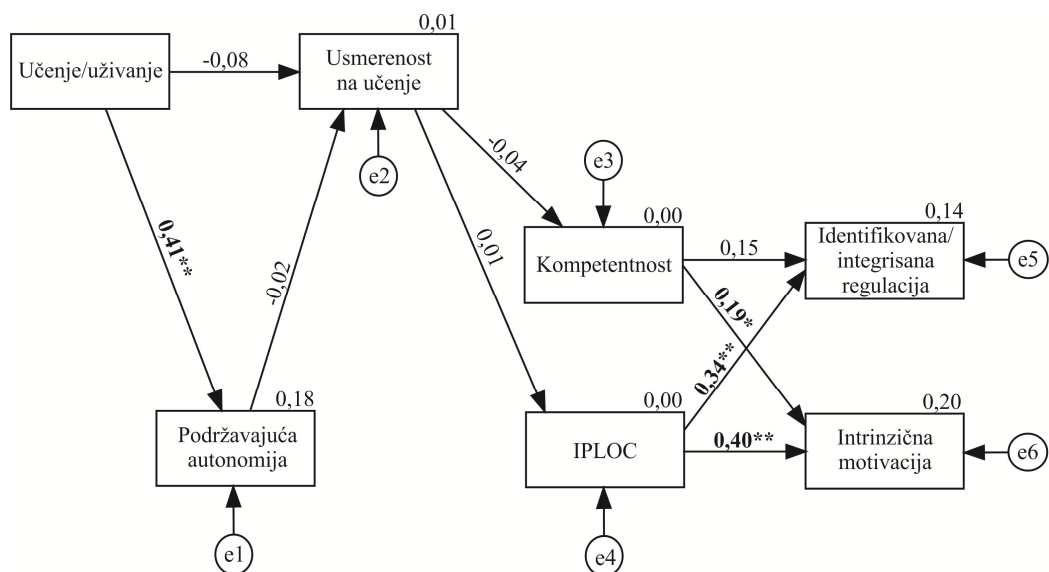 0,01
Učenje/uživanje
-0,08
Usmerenost
na učenje
e2
e3
-0,04
0,41**
-0,02
0,01
0,00
Kompetentnost
0,15
0,14
Identifikovana/
integrisana
regulacija
e5
0,19*
0,34**
0,18
Podržavajuća
autonomija
e1
0,00
IPLOC
0,40**
e4
0,20
Intrinzična
motivacija
e6